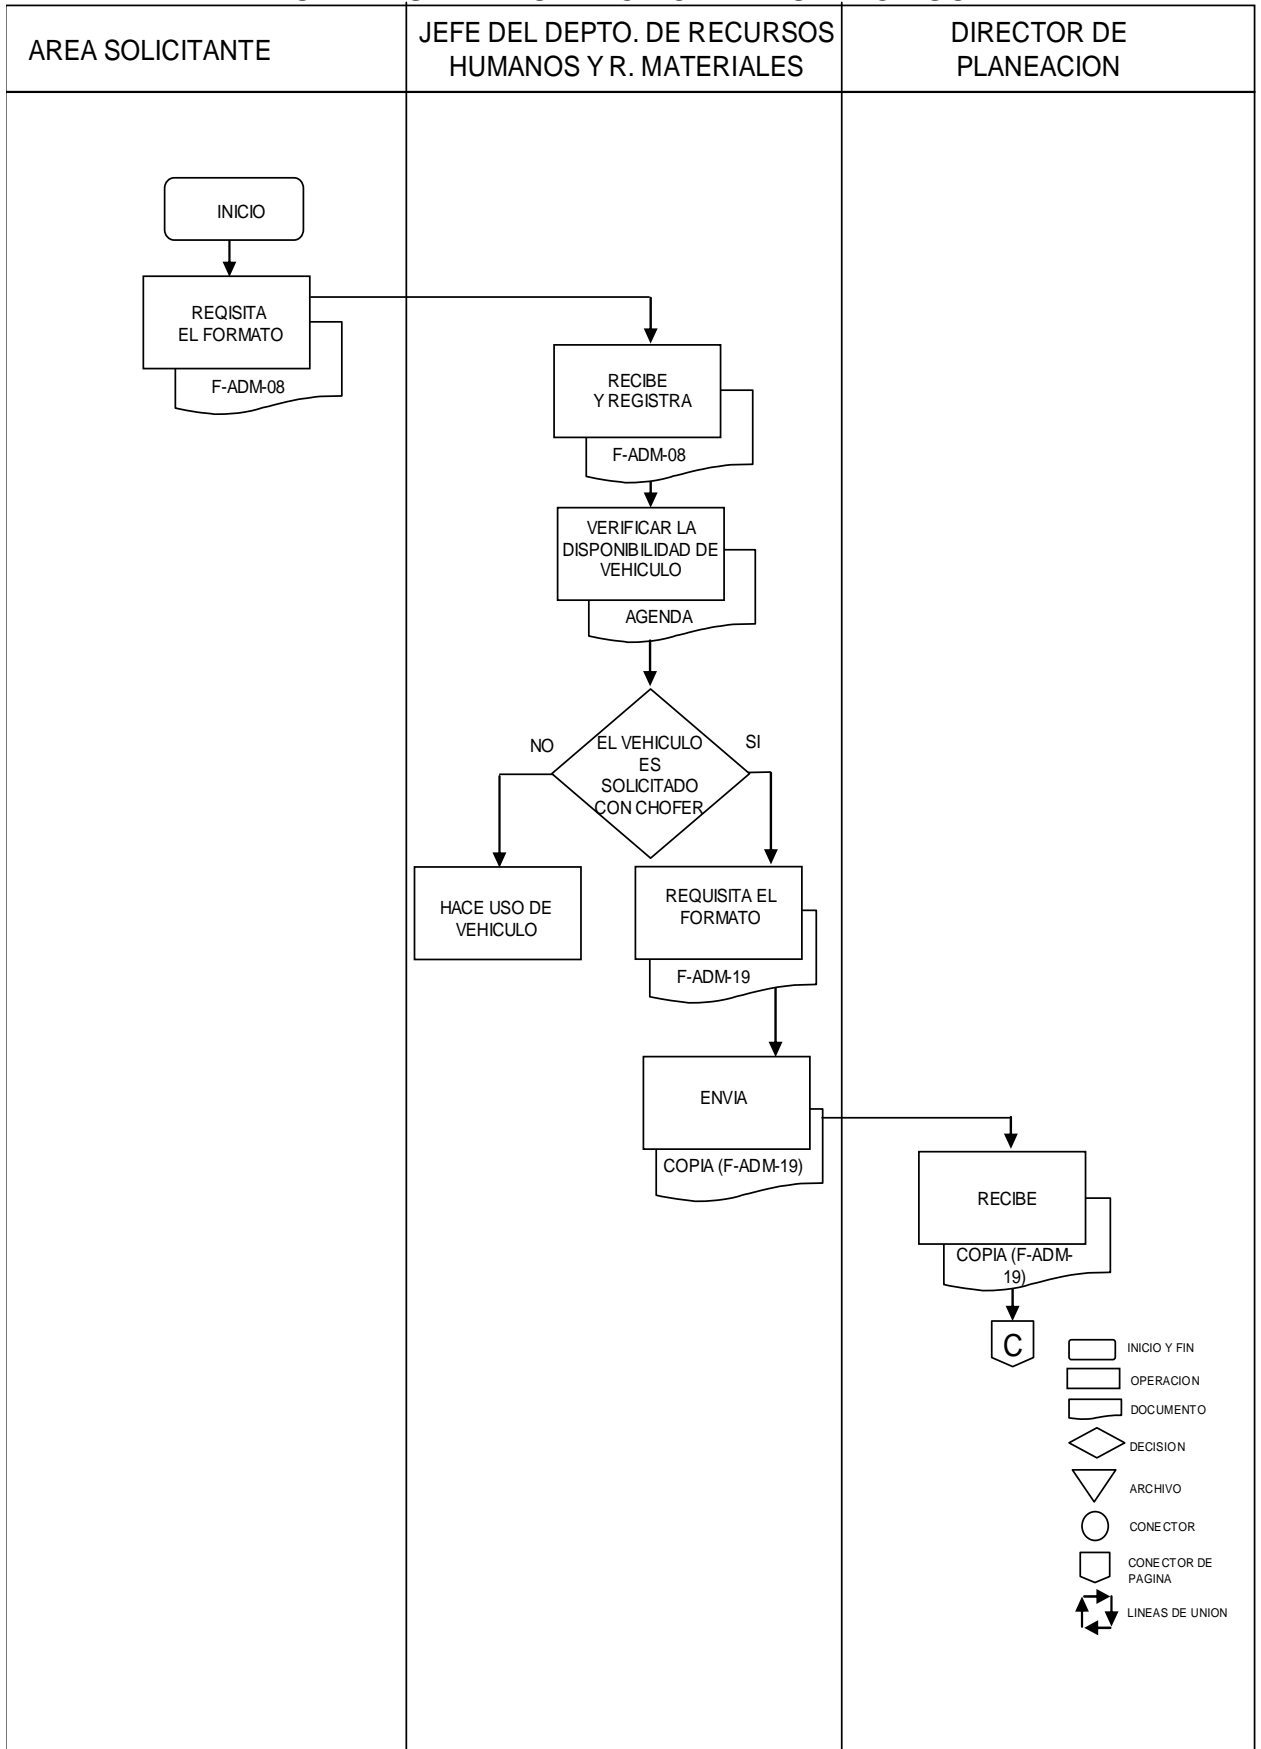 AREA SOLICITANTE
JEFE DEL DEPTO. DE RECURSOS
HUMANOS Y R. MATERIALES
DIRECTOR DE
PLANEACION
INICIO
REQISITA
EL FORMATO
F-ADM-08
RECIBE
Y REGISTRA
F-ADM-08
VERIFICAR LA
DISPONIBILIDAD DE
VEHICULO
AGENDA
NO
EL VEHICULO
ES
SOLICITADO
CON CHOFER
SI
HACE USO DE
VEHICULO
REQUISITA EL
FORMATO
F-ADM-19
ENVIA
COPIA (F-ADM-19)
RECIBE
COPIA (F-ADM-
19)
C
INICIO Y FIN
OPERACION
DOCUMENTO
DECISION
ARCHIVO
CONECTOR
CONECTOR DE
PAGINA
LINEAS DE UNION